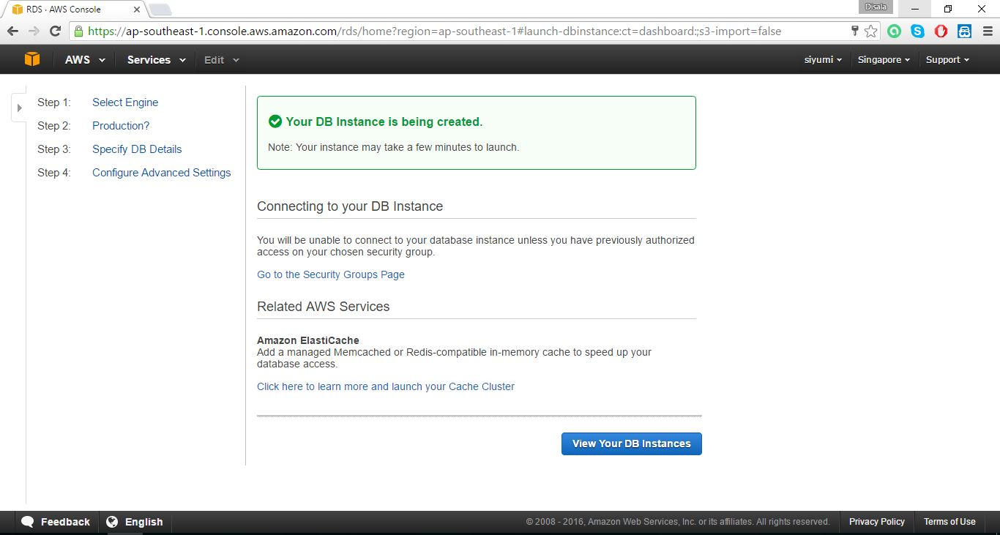 RDS · AWS Console
Disala
https://ap-southeast-1.console.aws.amazon.com/rds/home?region=ap-southeast-1#launch-dbinstance:ct=dashboard:;s3-import=false
AWS Services Edit siyumi Singapore Support
Step 1: Select Engine
Step 2: Production?
Step 3: Specify DB Details
Step 4: Configure Advanced Settings
Your DB Instance is being created.
Note: Your instance may take a few minutes to launch.
Connecting to your DB Instance
You will be unable to connect to your database instance unless you have previously authorized
access on your chosen security group.
Go to the Security Groups Page
Related AWS Services
Amazon ElastiCache
Add a managed Memcached or Redis-compatible in-memory cache to speed up your
database access.
Click here to learn more and launch your Cache Cluster
View Your DB Instances
Feedback English © 2008 - 2016, Amazon Web Services, Inc. or its affiliates. All rights reserved. Privacy Policy Terms of Use